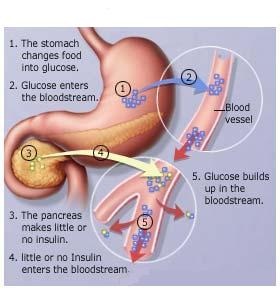 1. The stomach
changes food
into glucose.
2. Glucose enters
the bloodstream.
1
2
Blood
vessel
3
4
5
3. The pancreas
makes little or
no insulin.
4. little or no Insulin
enters the bloodstream
5. Glucose builds
up in the
bloodstream.